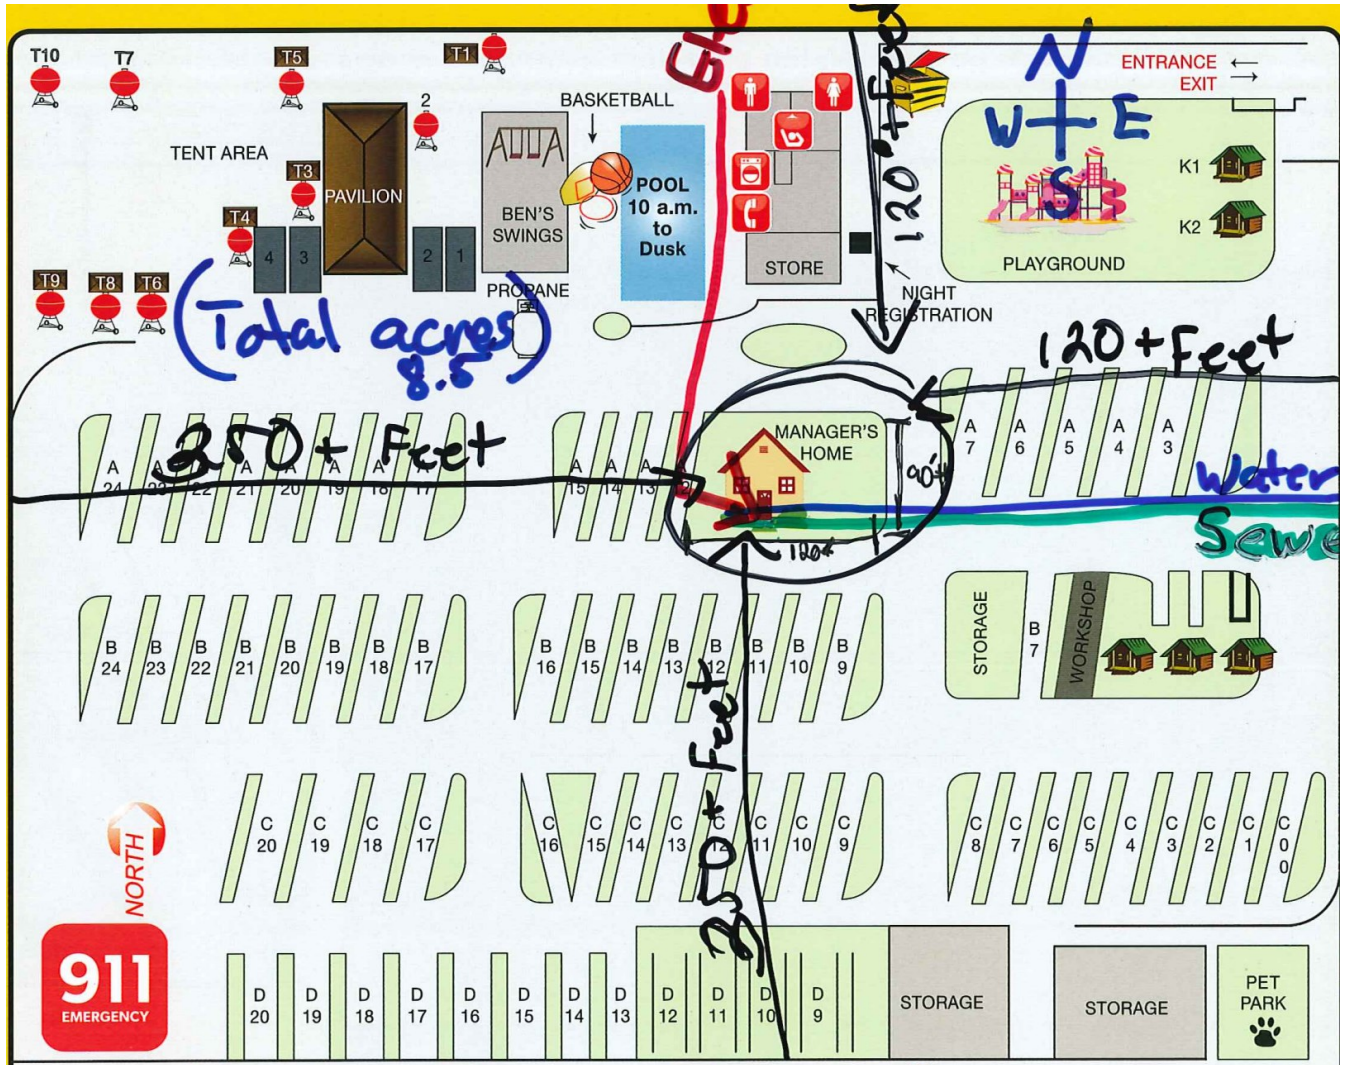 Ele
120'+ Feet
N
W E
S
ENTRANCE
EXIT
T10
T7
T5
T1
2
BASKETBALL
TENT AREA
T3
PAVILION
T4
4
3
2
1
BEN'S
SWINGS
POOL
10 a.m.
to
Dusk
STORE
K1
K2
PLAYGROUND
T9
T8
T6
PROPANE
NIGHT
REGISTRATION
(Total acres
8.5)
120+Feet
350+ Feet
A
24
A
23
A
22
A
21
A
20
A
19
A
18
A
17
A
15
A
14
A
13
12
MANAGER'S
HOME
90'
120
A
7
A
6
A
5
A
4
A
3
Water
Sewe
B
24
B
23
B
22
B
21
B
20
B
19
B
18
B
17
B
16
B
15
B
14
B
13
B
12
B
11
B
10
B
9
STORAGE
B
7
WORKSHOP
350+ Feet
C
20
C
19
C
18
C
17
C
16
C
15
C
14
C
13
C
12
C
11
C
10
C
9
C
8
C
7
C
6
C
5
C
4
C
3
C
2
C
1
C
0
0
NORTH
911
EMERGENCY
D
20
D
19
D
18
D
17
D
16
D
15
D
14
D
13
D
12
D
11
D
10
D
9
STORAGE
STORAGE
PET
PARK